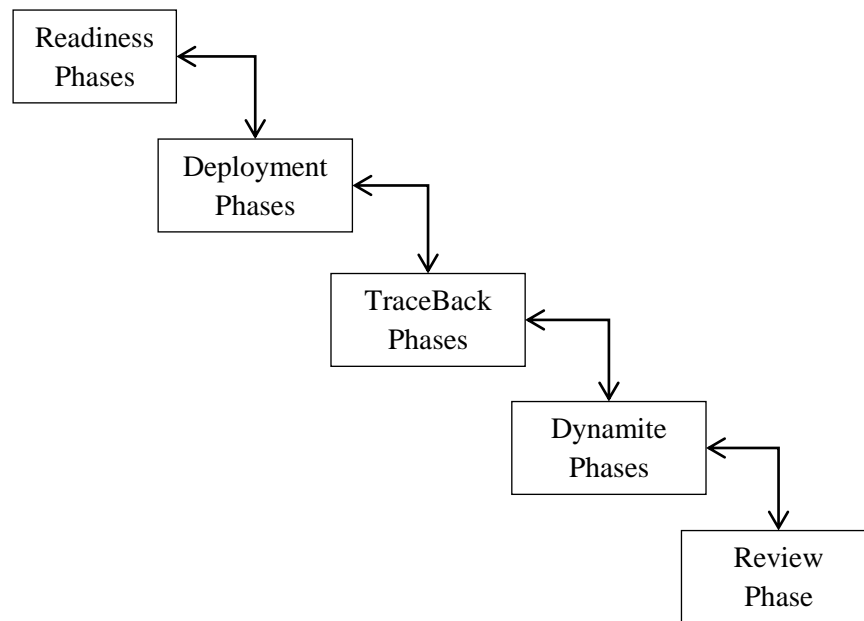 Readiness
Phases
Deployment
Phases
TraceBack
Phases
Dynamite
Phases
Review
Phase